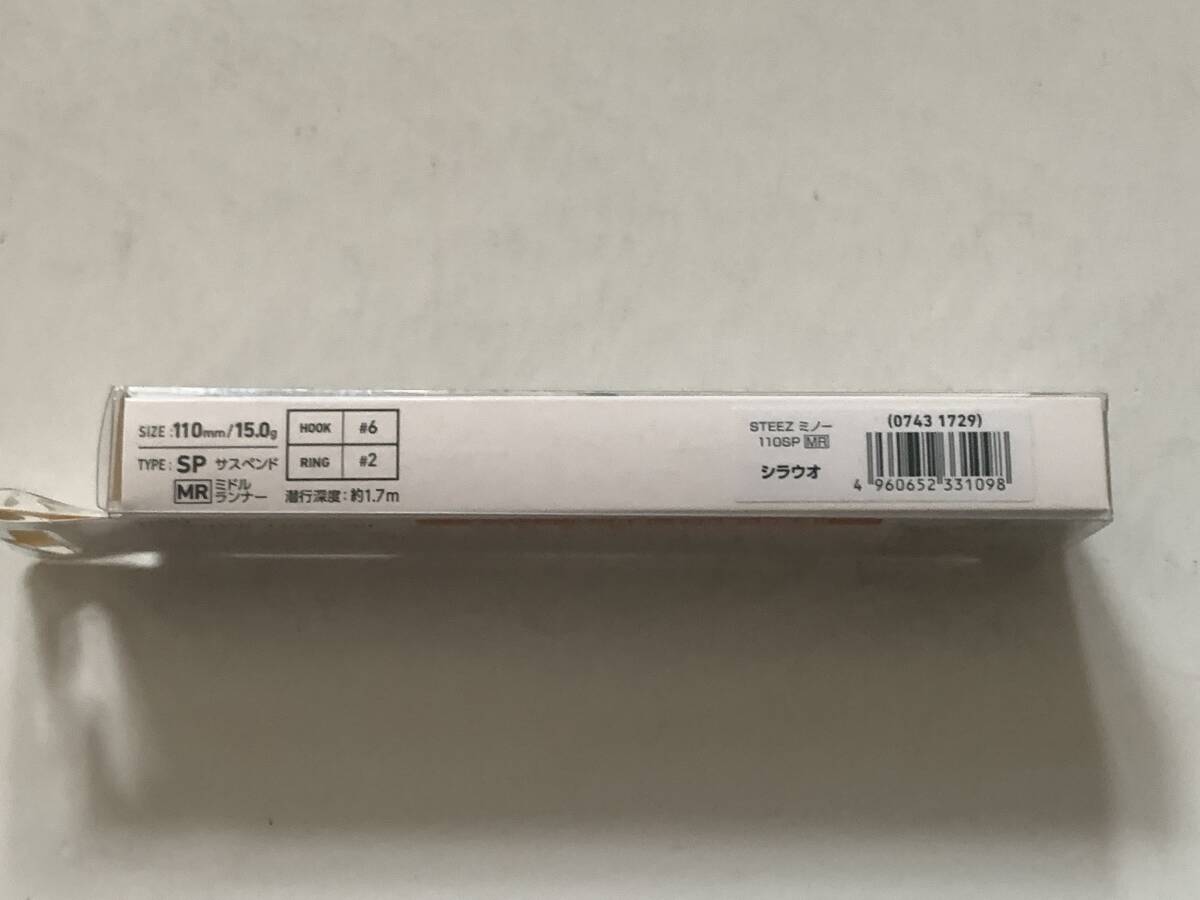 SIZE : 110mm/15.0g
TYPE : SP サスペンド
MR ミドル
ランナー
HOOK #6
RING #2
潜行深度：約1.7m
STEEZ ミノー
110SP MR
シラウオ
(0743 1729)
4 960652 331098